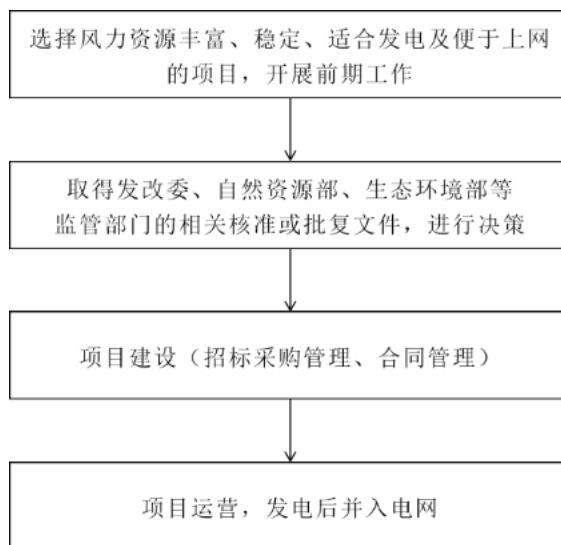 选择风力资源丰富、稳定、适合发电及便于上网
的项目，开展前期工作
取得发改委、自然资源部、生态环境部等
监管部门的相关核准或批复文件，进行决策
项目建设（招标采购管理、合同管理）
项目运营，发电后并入电网